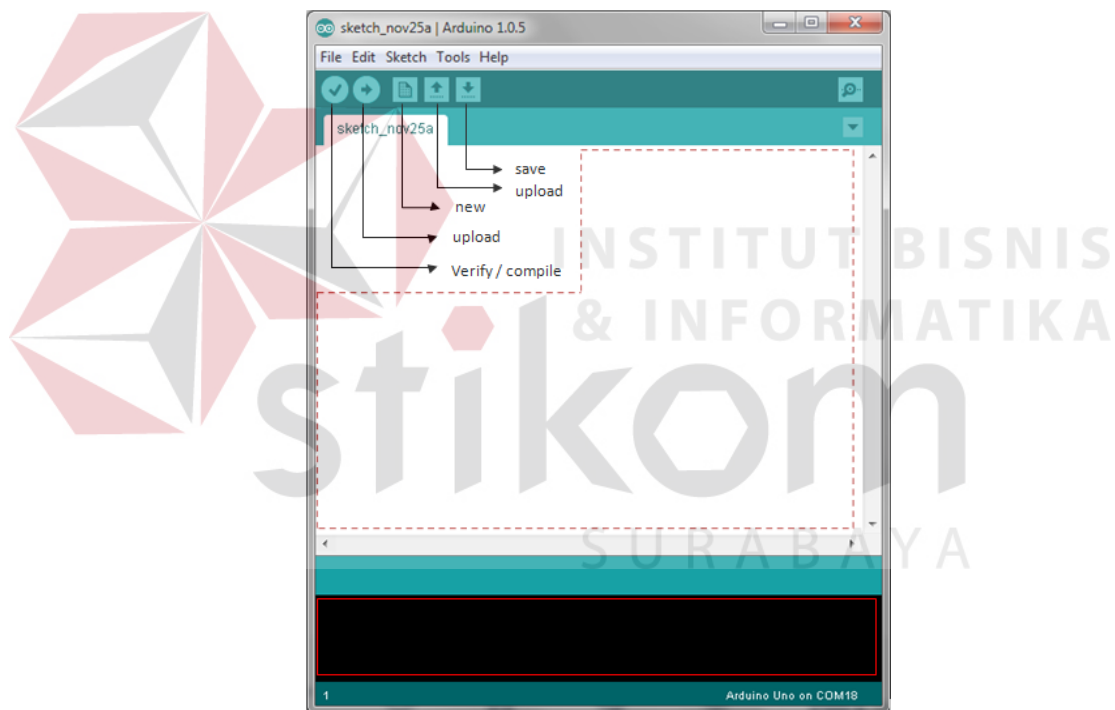 sketch_nov25a | Arduino 1.0.5
File Edit Sketch Tools Help
sketch_nov25a
save
upload
new
upload
Verify / compile
INSTITUT BISNIS
& INFORMATIKA
stikom
SURABAYA
1
Arduino Uno on COM18